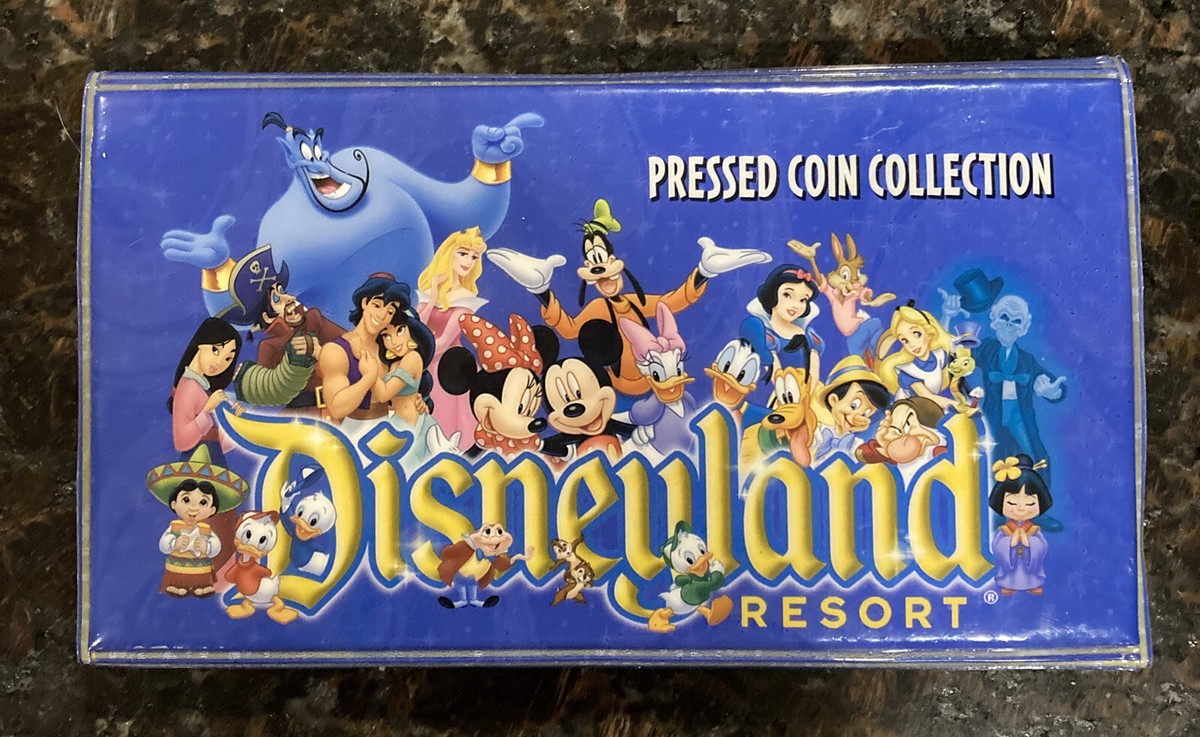 PRESSED COIN COLLECTION
Disneyland
RESORT®